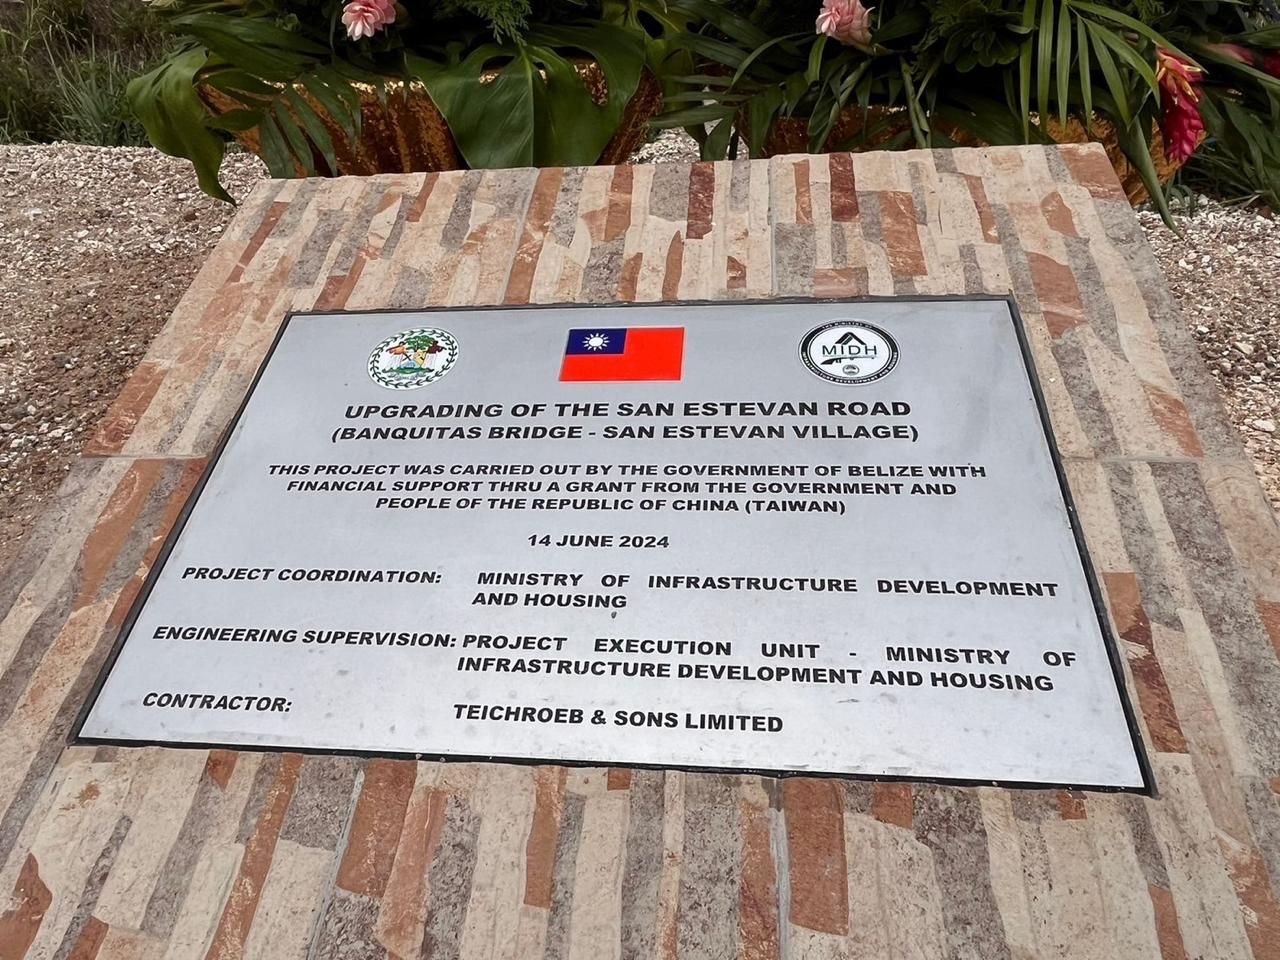 MIDH
UPGRADING OF THE SAN ESTEVAN ROAD
(BANQUITAS BRIDGE - SAN ESTEVAN VILLAGE)
THIS PROJECT WAS CARRIED OUT BY THE GOVERNMENT OF BELIZE WITH
FINANCIAL SUPPORT THRU A GRANT FROM THE GOVERNMENT AND
PEOPLE OF THE REPUBLIC OF CHINA (TAIWAN)
14 JUNE 2024
PROJECT COORDINATION: MINISTRY OF INFRASTRUCTURE DEVELOPMENT
AND HOUSING
ENGINEERING SUPERVISION: PROJECT EXECUTION UNIT - MINISTRY OF
INFRASTRUCTURE DEVELOPMENT AND HOUSING
CONTRACTOR: TEICHROEB & SONS LIMITED